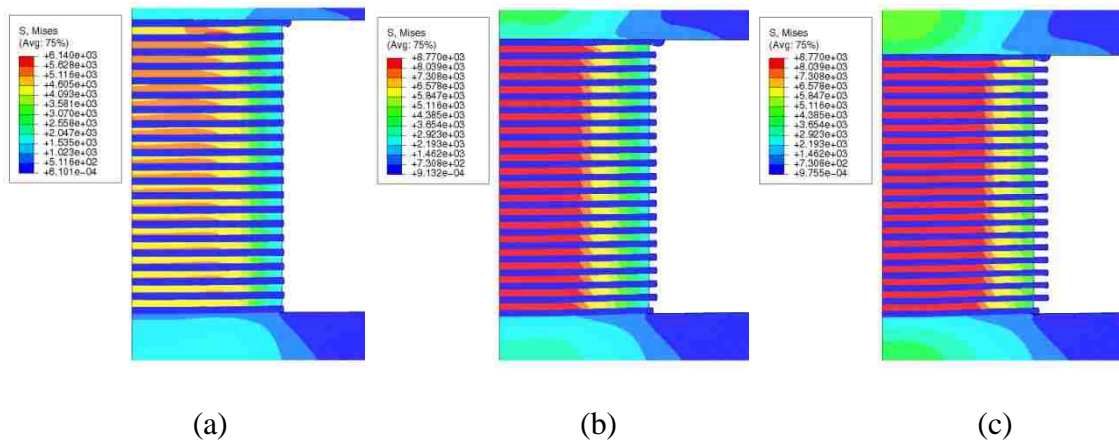 S, Mises
(Avg: 75%)
+6.140e+03
+5.628e+03
+5.116e+03
+4.605e+03
+4.093e+03
+3.581e+03
+3.070e+03
+2.558e+03
+2.047e+03
+1.535e+03
+1.023e+03
+5.116e+02
+6.101e-04
S, Mises
(Avg: 75%)
+8.770e+03
+8.039e+03
+7.308e+03
+6.578e+03
+5.847e+03
+5.116e+03
+4.385e+03
+3.654e+03
+2.923e+03
+2.193e+03
+1.462e+03
+7.308e+02
+9.132e-04
S, Mises
(Avg: 75%)
+8.770e+03
+8.039e+03
+7.308e+03
+6.578e+03
+5.847e+03
+5.116e+03
+4.385e+03
+3.654e+03
+2.923e+03
+2.193e+03
+1.462e+03
+7.308e+02
+9.755e-04
(a)
(b)
(c)